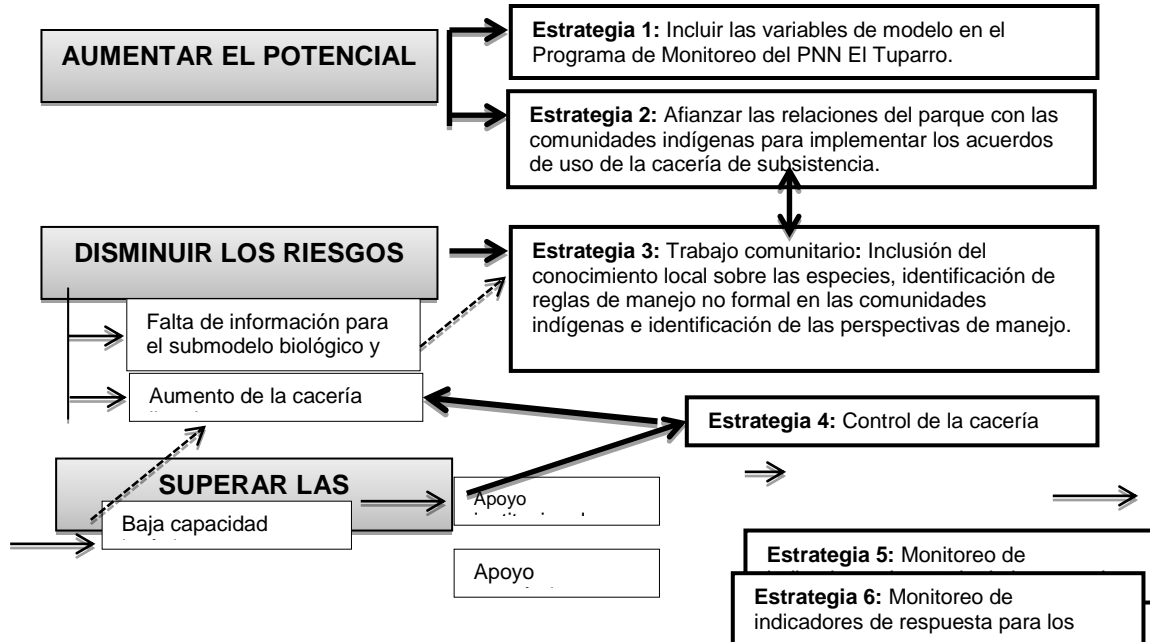 AUMENTAR EL POTENCIAL
Estrategia 1: Incluir las variables de modelo en el
Programa de Monitoreo del PNN El Tuparro.
Estrategia 2: Afianzar las relaciones del parque con las
comunidades indígenas para implementar los acuerdos
de uso de la cacería de subsistencia.
DISMINUIR LOS RIESGOS
Estrategia 3: Trabajo comunitario: Inclusión del
conocimiento local sobre las especies, identificación de
reglas de manejo no formal en las comunidades
indígenas e identificación de las perspectivas de manejo.
Falta de información para
el submodelo biológico y
Aumento de la cacería
Estrategia 4: Control de la cacería
SUPERAR LAS
Baja capacidad
Apoyo
Apoyo
Estrategia 5: Monitoreo de
Estrategia 6: Monitoreo de
indicadores de respuesta para los